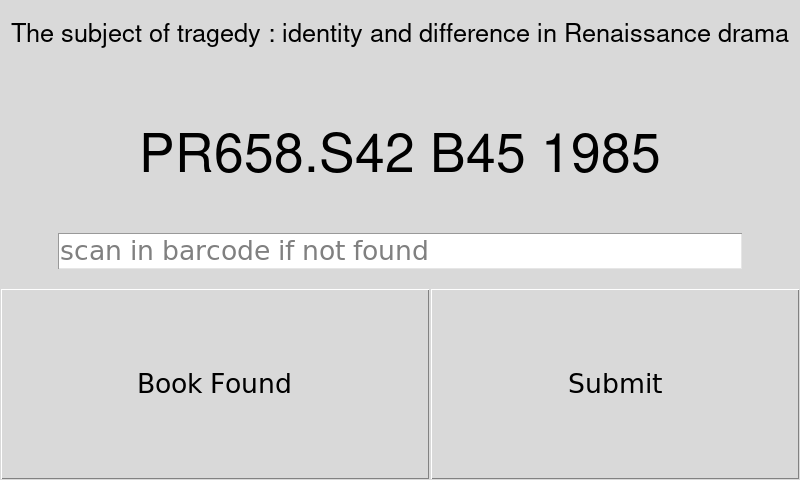 The subject of tragedy : identity and difference in Renaissance drama
PR658.S42 B45 1985
scan in barcode if not found
Book Found
Submit